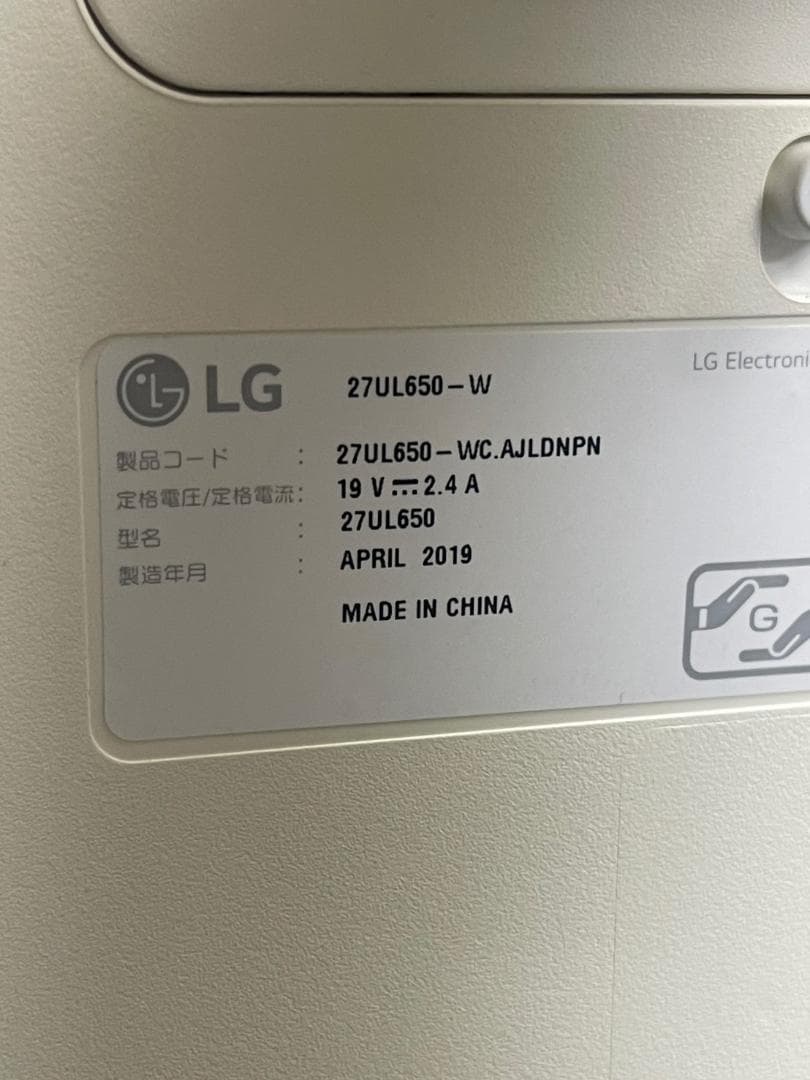 LG 27UL650-W
LG Electroni
製品コード : 27UL650-WC.AJLDNPN
定格電圧/定格電流: 19 V⎓2.4 A
型名 : 27UL650
製造年月 : APRIL 2019
MADE IN CHINA
G